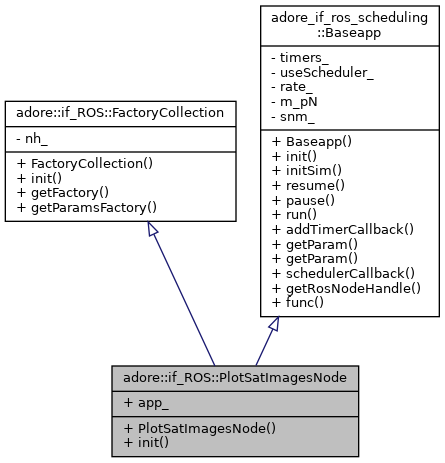 adore_if_ros_scheduling
::Baseapp
- timers_
- useScheduler_
- rate_
- m_pN
- snm_
+ Baseapp()
+ init()
+ initSim()
+ resume()
+ pause()
+ run()
+ addTimerCallback()
+ getParam()
+ getParam()
+ schedulerCallback()
+ getRosNodeHandle()
+ func()
adore::if_ROS::FactoryCollection
- nh_
+ FactoryCollection()
+ init()
+ getFactory()
+ getParamsFactory()
adore::if_ROS::PlotSatImagesNode
+ app_
+ PlotSatImagesNode()
+ init()